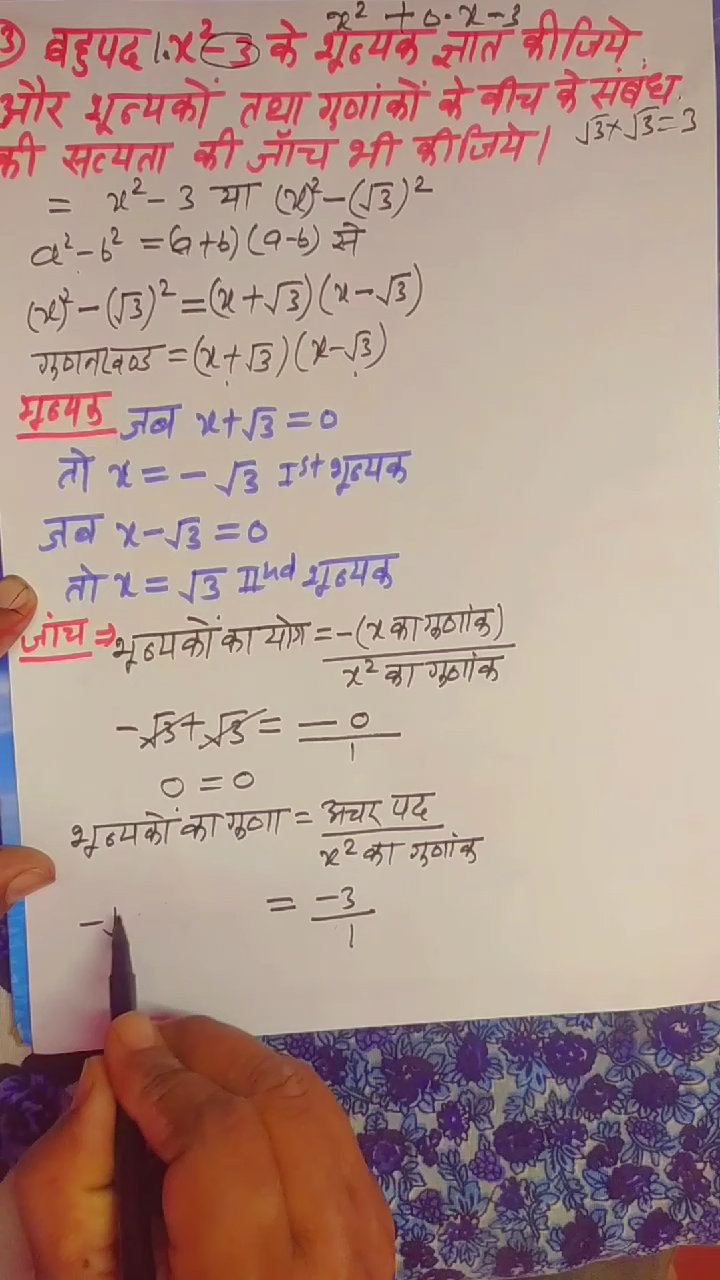 x² + 0·x - 3
③ बहुपद 1.x² - 3 के शून्यक ज्ञात कीजिये
और शून्यकों तथा गुणांकों के बीच के संबंध
की सत्यता की जाँच भी कीजिये।
√3×√3=3
= x² - 3 या (x)² - (√3)²
a² - b² = (a+b)(a-b) से
(x)² - (√3)² = (x + √3)(x - √3)
गुणनखण्ड = (x+√3)(x-√3)
शून्यक जब x+√3 = 0
तो x = - √3 Ist शून्यक
जब x-√3 = 0
तो x = √3 IInd शून्यक
जांच ⇒ शून्यकों का योग = -(x का गुणांक) / x² का गुणांक
-√3 + √3 = - 0 / 1
0 = 0
शून्यकों का गुणा = अचर पद / x² का गुणांक
-√ = -3 / 1